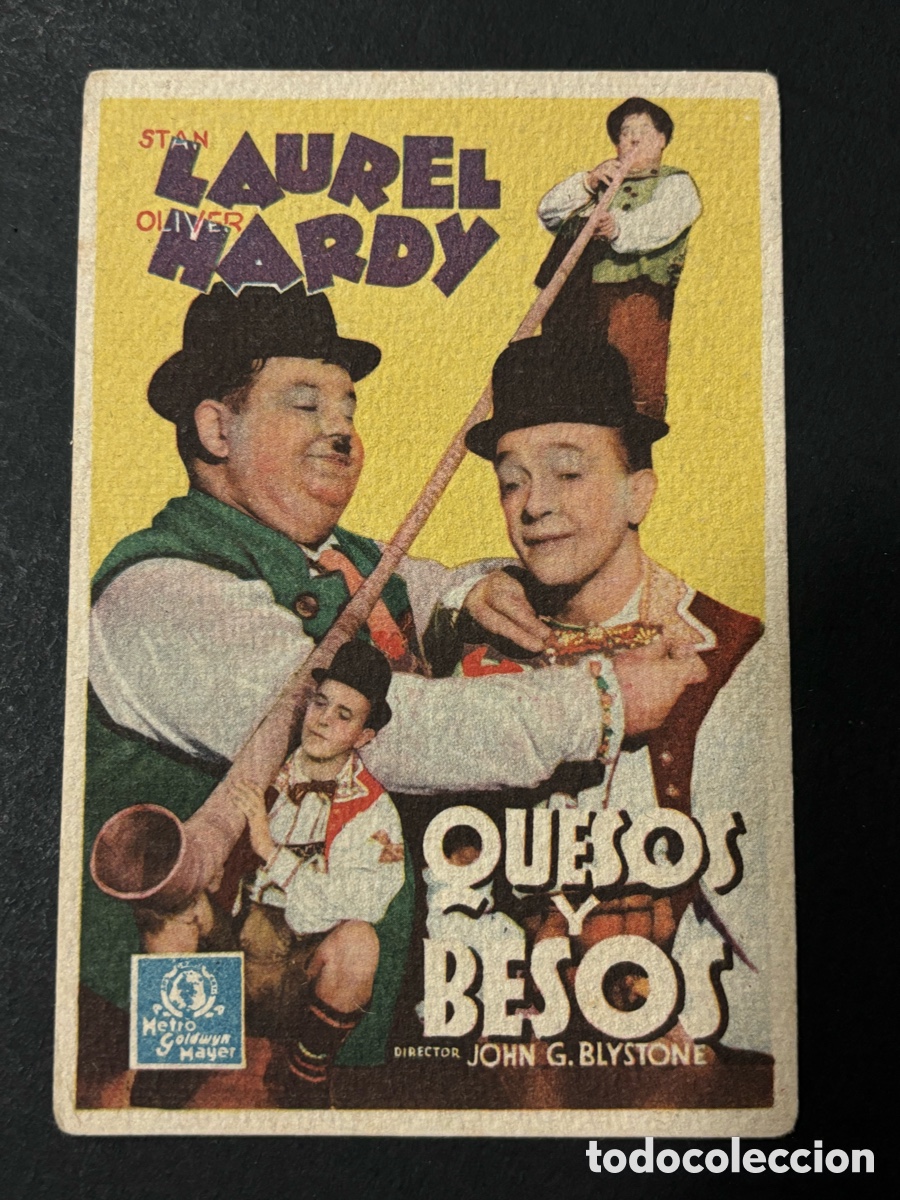 STAN
LAUREL
OLIVER
HARDY
QUESOS
Y
BESOS
DIRECTOR JOHN G. BLYSTONE
Metro
Goldwyn
Mayer
todocoleccion